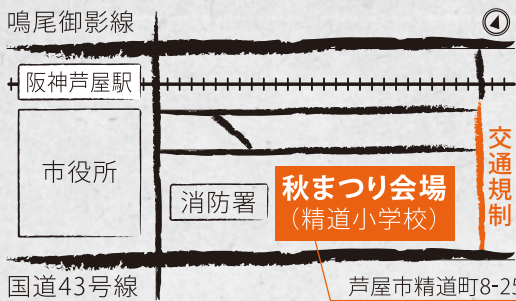 鳴尾御影線
阪神芦屋駅
市役所
消防署
秋まつり会場
（精道小学校）
交通規制
国道43号線
芦屋市精道町8-25